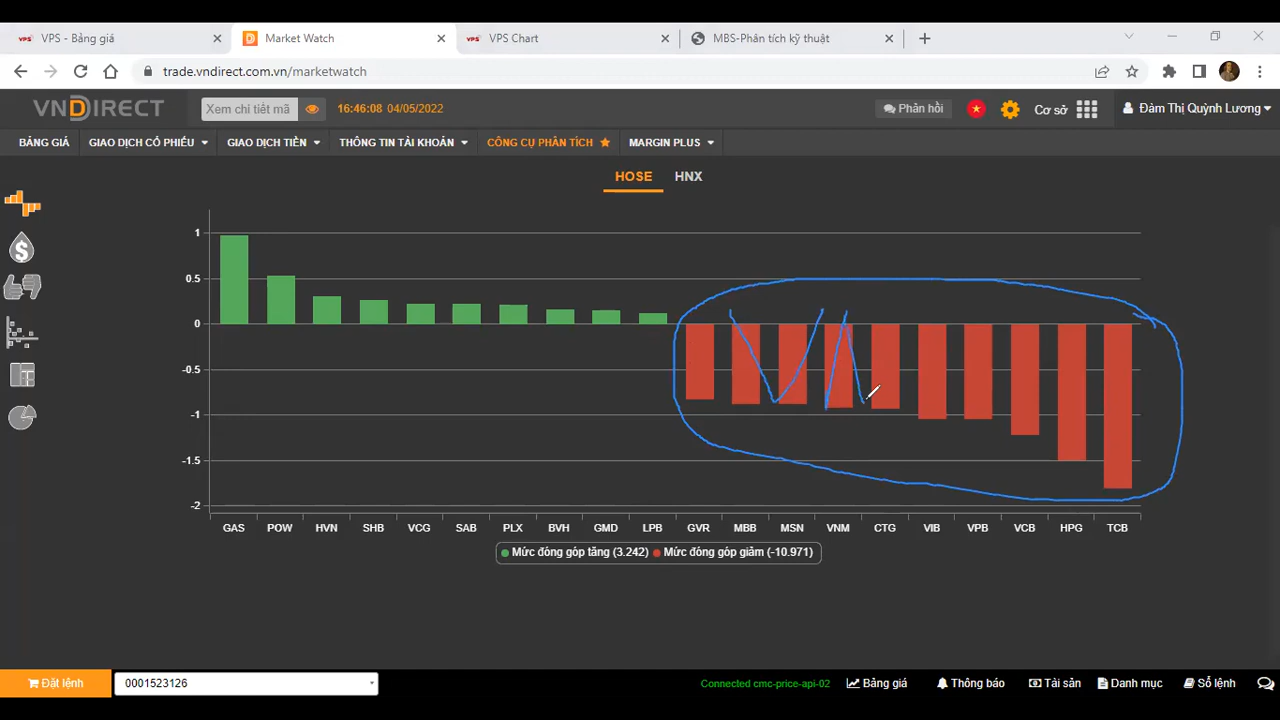 VPS - Bảng giá
Market Watch
VPS Chart
MBS-Phân tích kỹ thuật
trade.vndirect.com.vn/marketwatch
VNDIRECT
Xem chi tiết mã
16:46:08 04/05/2022
Phản hồi
Cơ sở
Đàm Thị Quỳnh Lương
BẢNG GIÁ
GIAO DỊCH CỔ PHIẾU
GIAO DỊCH TIỀN
THÔNG TIN TÀI KHOẢN
CÔNG CỤ PHÂN TÍCH
MARGIN PLUS
HOSE
HNX
1
0.5
0
-0.5
-1
-1.5
-2
GAS POW HVN SHB VCG SAB PLX BVH GMD LPB GVR MBB MSN VNM CTG VIB VPB VCB HPG TCB
Mức đóng góp tăng (3.242) Mức đóng góp giảm (-10.971)
Đặt lệnh
0001523126
Connected cmc-price-api-02
Bảng giá
Thông báo
Tài sản
Danh mục
Sổ lệnh